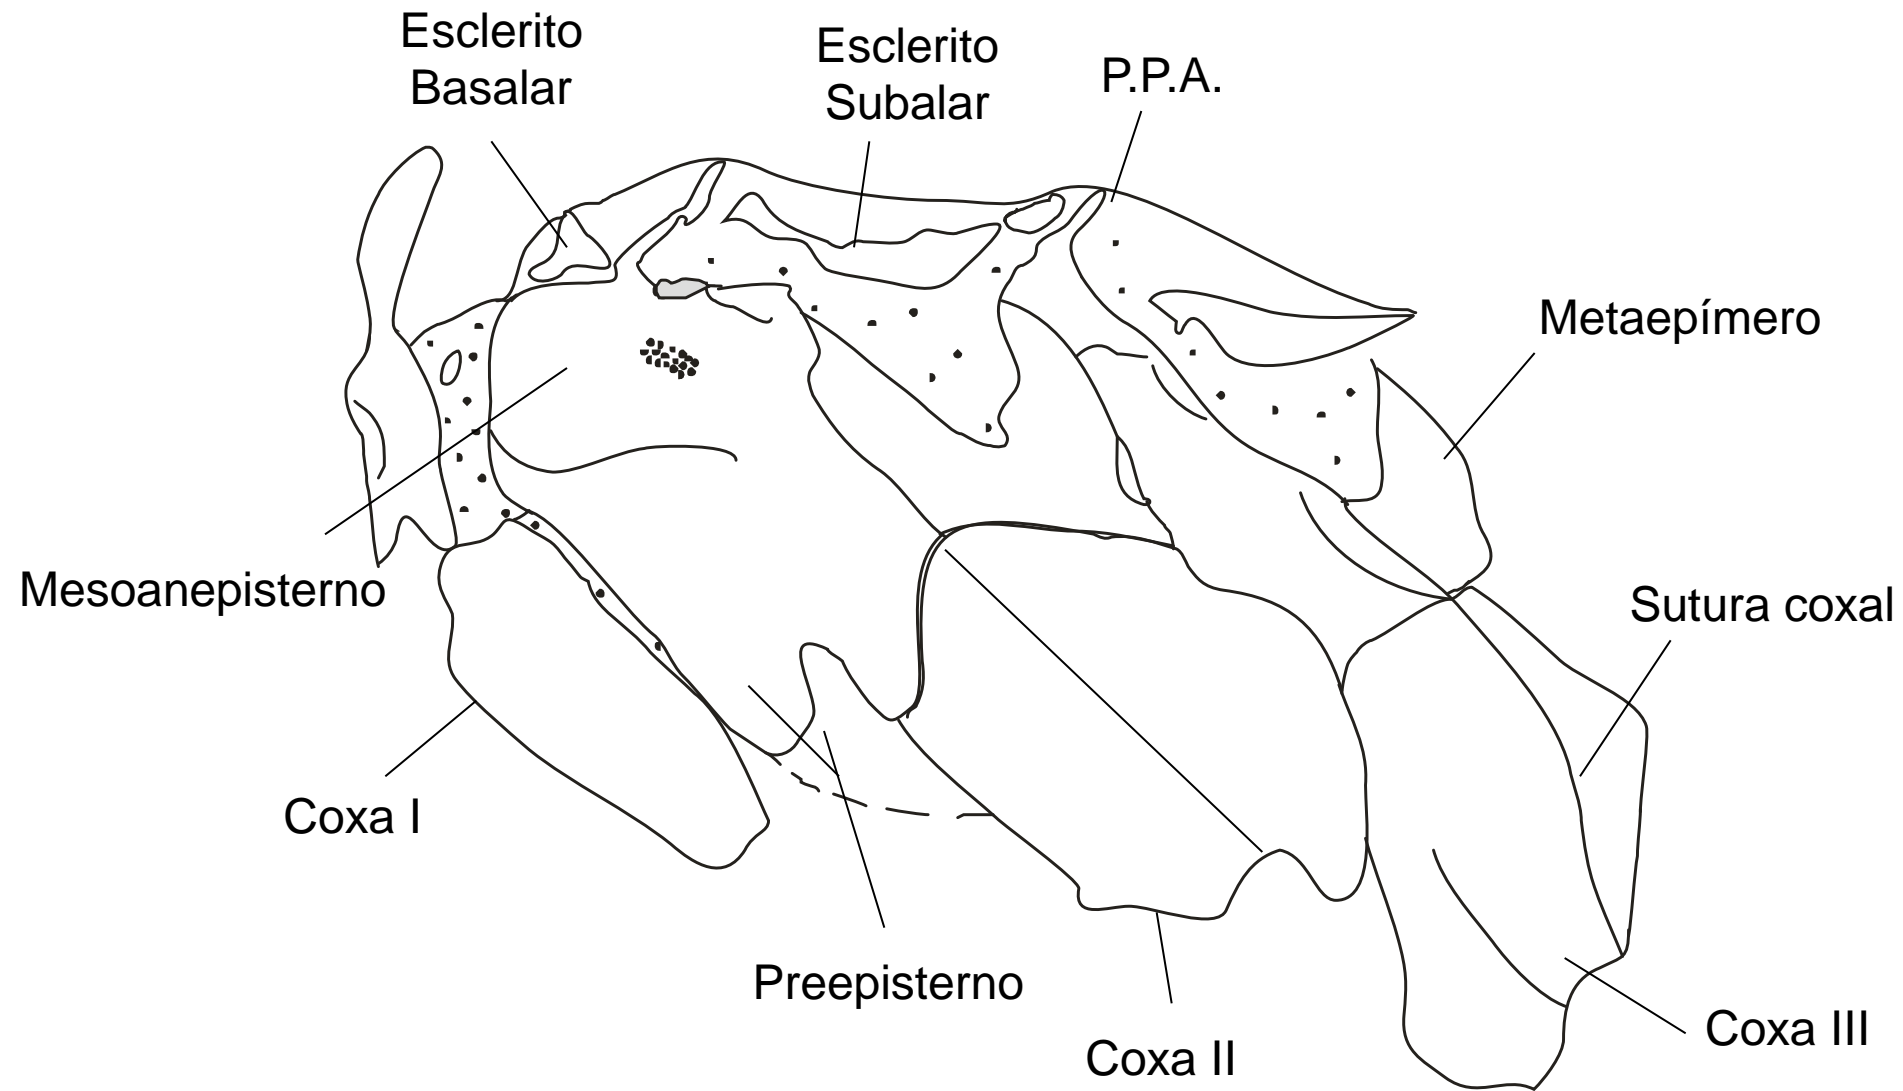 Esclerito
Basalar
Esclerito
Subalar
P.P.A.
Metaepímero
Mesoanepisterno
Sutura coxal
Coxa I
Preepisterno
Coxa II
Coxa III